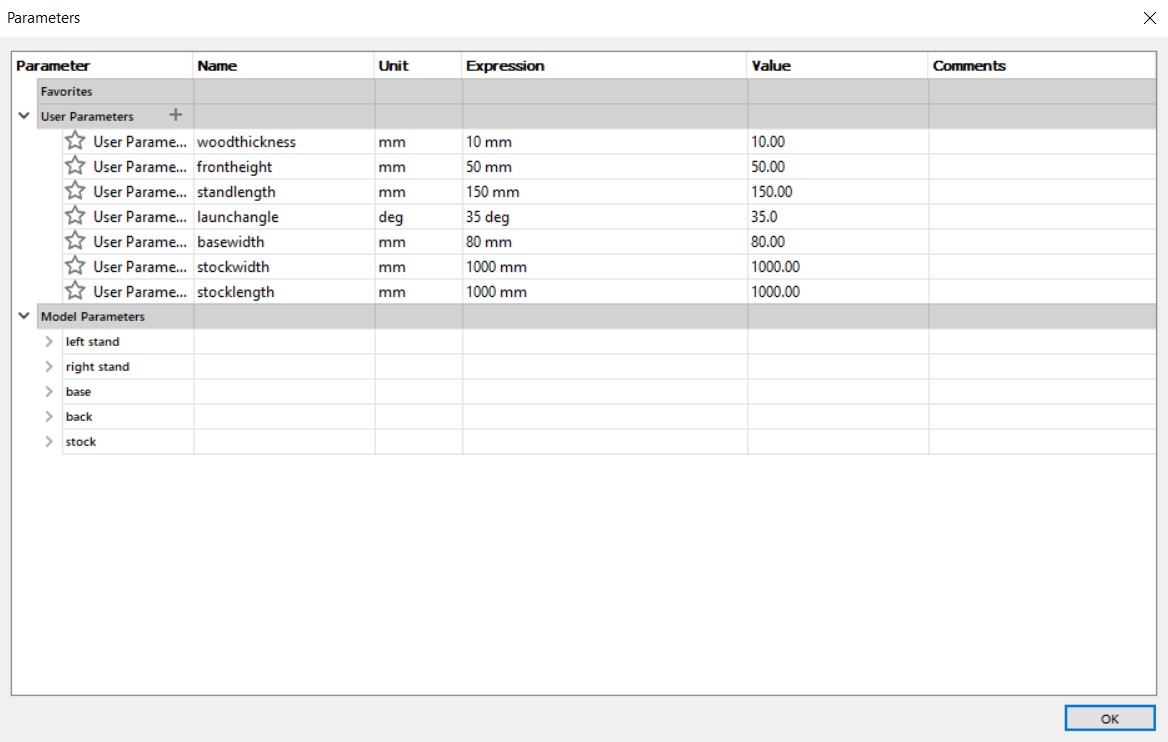 Parameters
Parameter Name Unit Expression Value Comments
Favorites
User Parameters +
User Parame... woodthickness mm 10 mm 10.00
User Parame... frontheight mm 50 mm 50.00
User Parame... standlength mm 150 mm 150.00
User Parame... launchangle deg 35 deg 35.0
User Parame... basewidth mm 80 mm 80.00
User Parame... stockwidth mm 1000 mm 1000.00
User Parame... stocklength mm 1000 mm 1000.00
Model Parameters
left stand
right stand
base
back
stock
OK